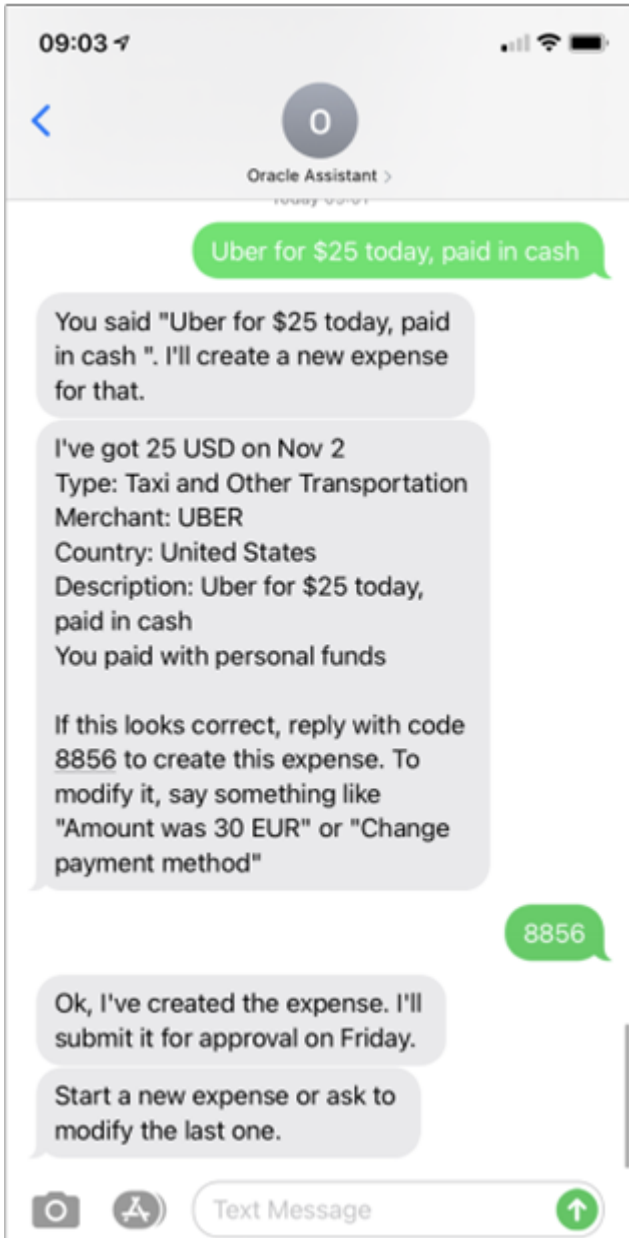 09:03
O
Oracle Assistant >
Today 09:01
Uber for $25 today, paid in cash
You said "Uber for $25 today, paid
in cash ". I'll create a new expense
for that.
I've got 25 USD on Nov 2
Type: Taxi and Other Transportation
Merchant: UBER
Country: United States
Description: Uber for $25 today,
paid in cash
You paid with personal funds
If this looks correct, reply with code
8856 to create this expense. To
modify it, say something like
"Amount was 30 EUR" or "Change
payment method"
8856
Ok, I've created the expense. I'll
submit it for approval on Friday.
Start a new expense or ask to
modify the last one.
Text Message